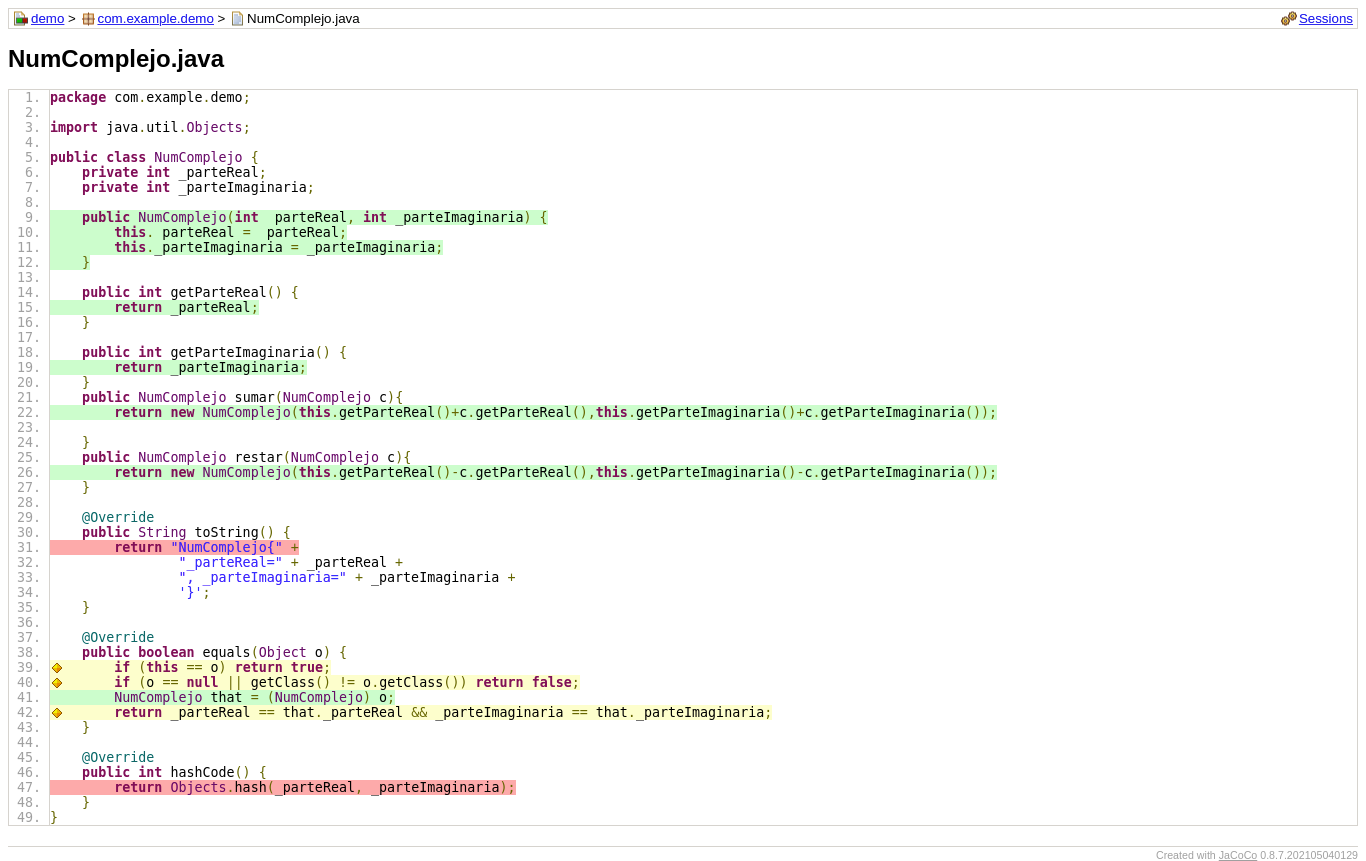 demo > com.example.demo > NumComplejo.java
Sessions
NumComplejo.java
1. package com.example.demo;
2.
3. import java.util.Objects;
4.
5. public class NumComplejo {
6.     private int _parteReal;
7.     private int _parteImaginaria;
8.
9.     public NumComplejo(int _parteReal, int _parteImaginaria) {
10.         this._parteReal = _parteReal;
11.         this._parteImaginaria = _parteImaginaria;
12.     }
13.
14.     public int getParteReal() {
15.         return _parteReal;
16.     }
17.
18.     public int getParteImaginaria() {
19.         return _parteImaginaria;
20.     }
21.     public NumComplejo sumar(NumComplejo c){
22.         return new NumComplejo(this.getParteReal()+c.getParteReal(),this.getParteImaginaria()+c.getParteImaginaria());
23.
24.     }
25.     public NumComplejo restar(NumComplejo c){
26.         return new NumComplejo(this.getParteReal()-c.getParteReal(),this.getParteImaginaria()-c.getParteImaginaria());
27.     }
28.
29.     @Override
30.     public String toString() {
31.         return "NumComplejo{" +
32.                 "_parteReal=" + _parteReal +
33.                 ", _parteImaginaria=" + _parteImaginaria +
34.                 '}';
35.     }
36.
37.     @Override
38.     public boolean equals(Object o) {
39.         if (this == o) return true;
40.         if (o == null || getClass() != o.getClass()) return false;
41.         NumComplejo that = (NumComplejo) o;
42.         return _parteReal == that._parteReal && _parteImaginaria == that._parteImaginaria;
43.     }
44.
45.     @Override
46.     public int hashCode() {
47.         return Objects.hash(_parteReal, _parteImaginaria);
48.     }
49. }
Created with JaCoCo 0.8.7.202105040129